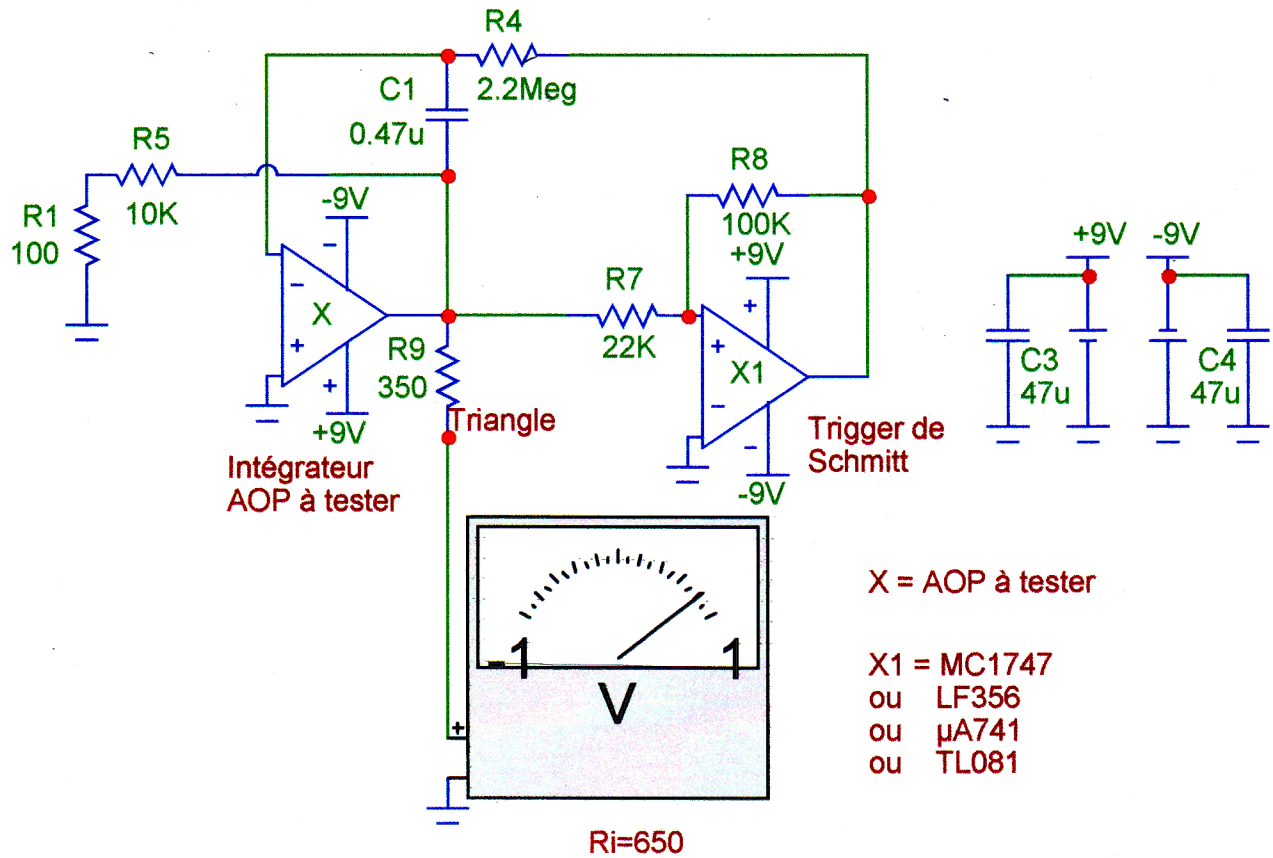 R4
2.2Meg
C1
0.47u
R5
10K
R1
100
-9V
−
−
X
+
+
+9V
R9
350
Triangle
Intégrateur
AOP à tester
R7
22K
R8
100K
+9V
+
+
X1
−
−
-9V
Trigger de
Schmitt
+9V
-9V
C3
47u
C4
47u
1
1
V
+
Ri=650
X = AOP à tester
X1 = MC1747
ou LF356
ou µA741
ou TL081